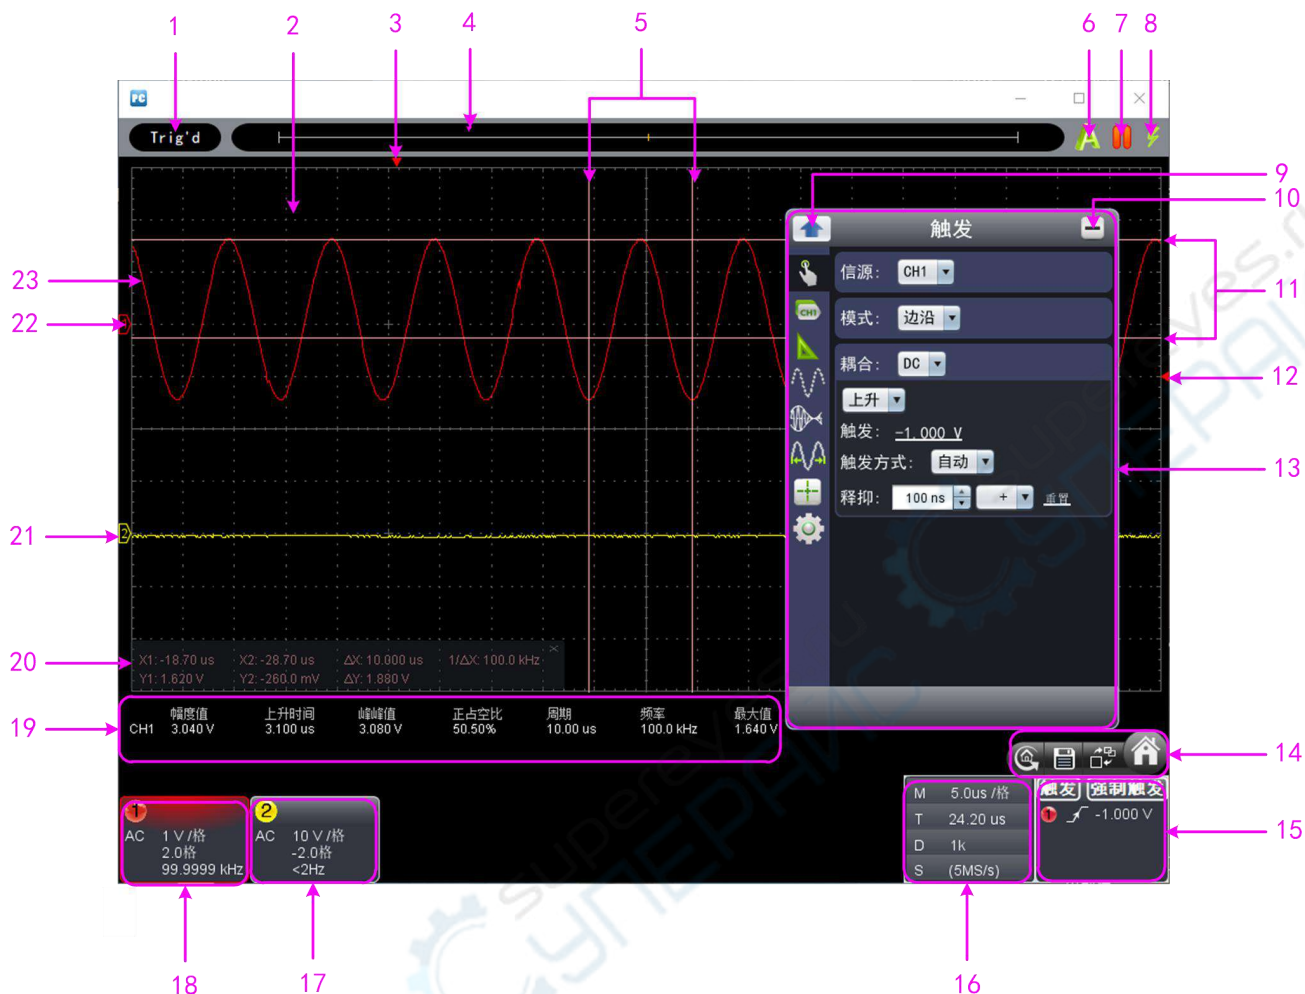 1 2 3 4 5 6 7 8
PC
Trig'd
A
9
10
触发
信源: CH1
CH1
模式: 边沿
耦合: DC
上升
触发: -1.000 V
触发方式: 自动
释抑: 100 ns + 重置
11
12
13
23
22
1
21
2
20
X1: -18.70 us X2: -28.70 us ΔX: 10.000 us 1/ΔX: 100.0 kHz
Y1: 1.620 V Y2: -260.0 mV ΔY: 1.880 V
19
幅度值 上升时间 峰峰值 正占空比 周期 频率 最大值
CH1 3.040 V 3.100 us 3.080 V 50.50% 10.00 us 100.0 kHz 1.640 V
14
1
AC 1 V /格
2.0格
99.9999 kHz
2
AC 10 V /格
-2.0格
<2Hz
M 5.0us /格
T 24.20 us
D 1k
S (5MS/s)
触发 强制触发
1 -1.000 V
15
18 17 16
supereyes.ru
СУПЕРАЙС